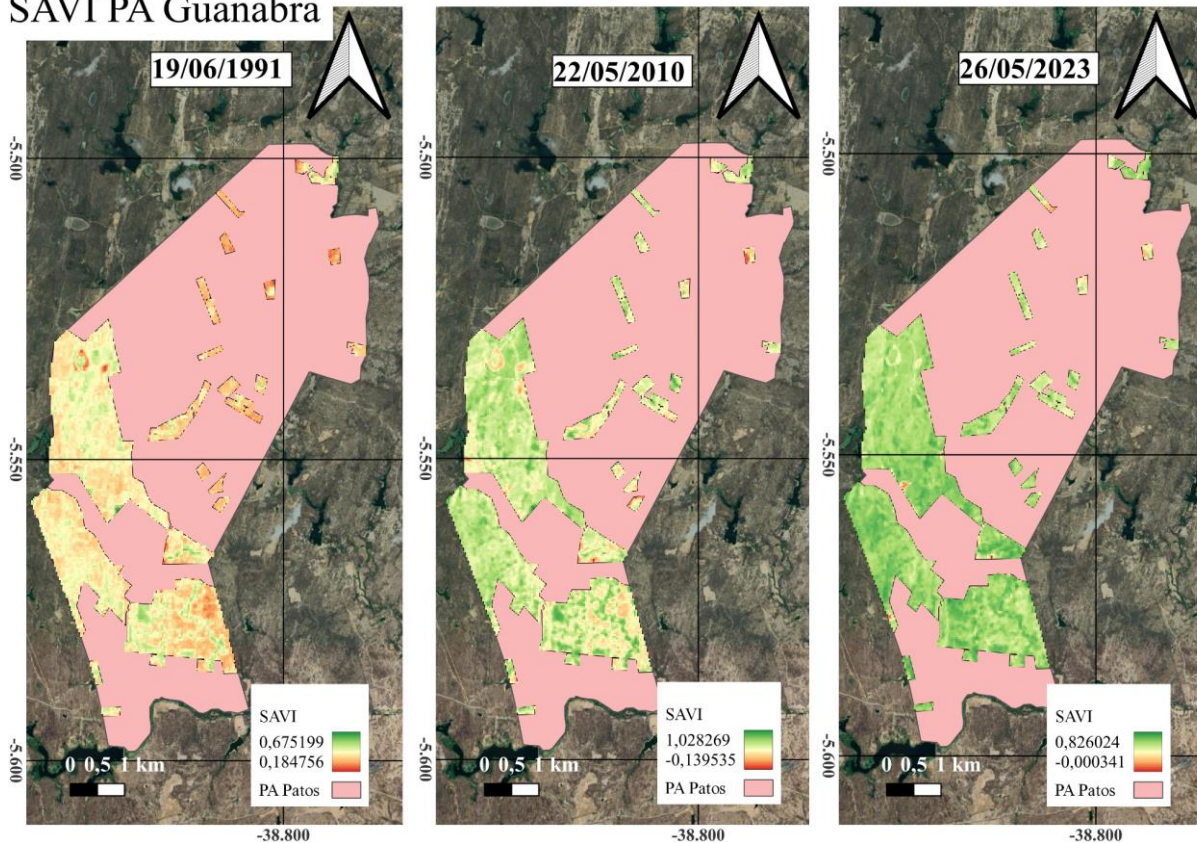 SAVI PA Guanabra
19/06/1991
-5.500
-5.550
-5.600
SAVI
0,675199
0,184756
PA Patos
0 0,5 1 km
-38.800
22/05/2010
-5.500
-5.550
-5.600
SAVI
1,028269
-0,139535
PA Patos
0 0,5 1 km
-38.800
26/05/2023
-5.500
-5.550
-5.600
SAVI
0,826024
-0,000341
PA Patos
0 0,5 1 km
-38.800